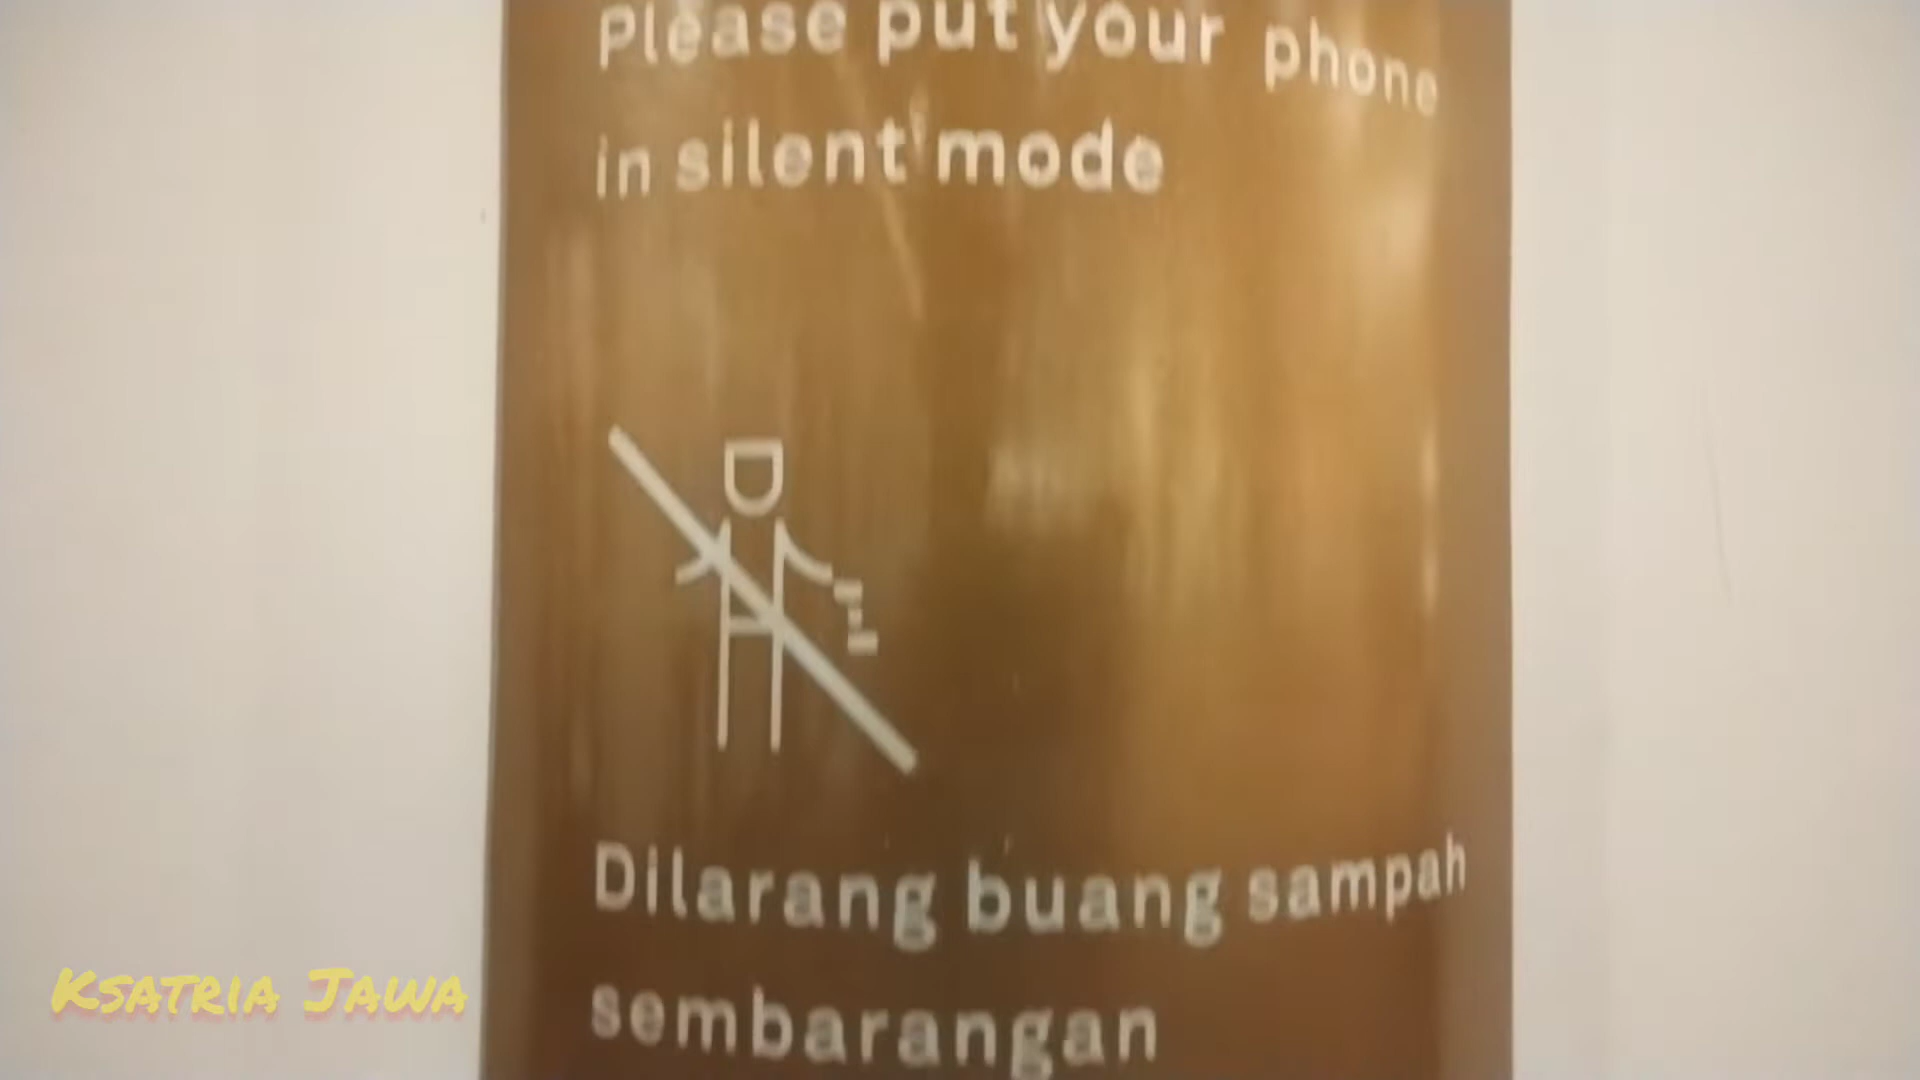 Please put your phone
in silent mode
Dilarang buang sampah
sembarangan
Ksatria Jawa